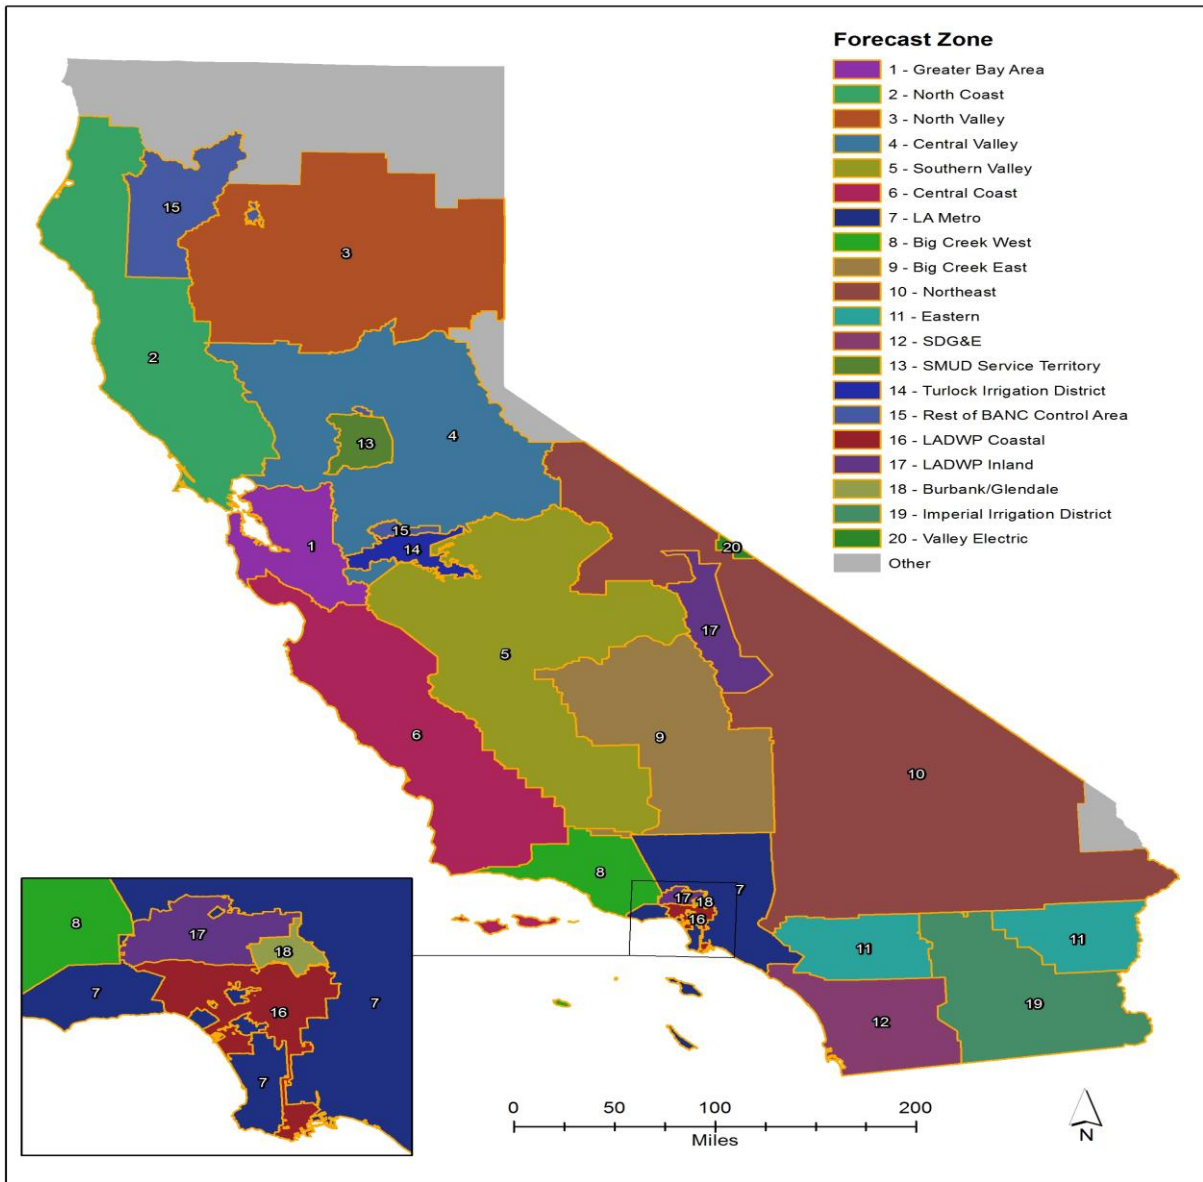 Forecast Zone
1 - Greater Bay Area
2 - North Coast
3 - North Valley
4 - Central Valley
5 - Southern Valley
6 - Central Coast
7 - LA Metro
8 - Big Creek West
9 - Big Creek East
10 - Northeast
11 - Eastern
12 - SDG&E
13 - SMUD Service Territory
14 - Turlock Irrigation District
15 - Rest of BANC Control Area
16 - LADWP Coastal
17 - LADWP Inland
18 - Burbank/Glendale
19 - Imperial Irrigation District
20 - Valley Electric
Other
15
3
2
13
4
15
14
1
20
17
5
6
9
10
8
7
17
18
16
11
11
12
19
8
17
18
7
16
7
7
0 50 100 200
Miles
N